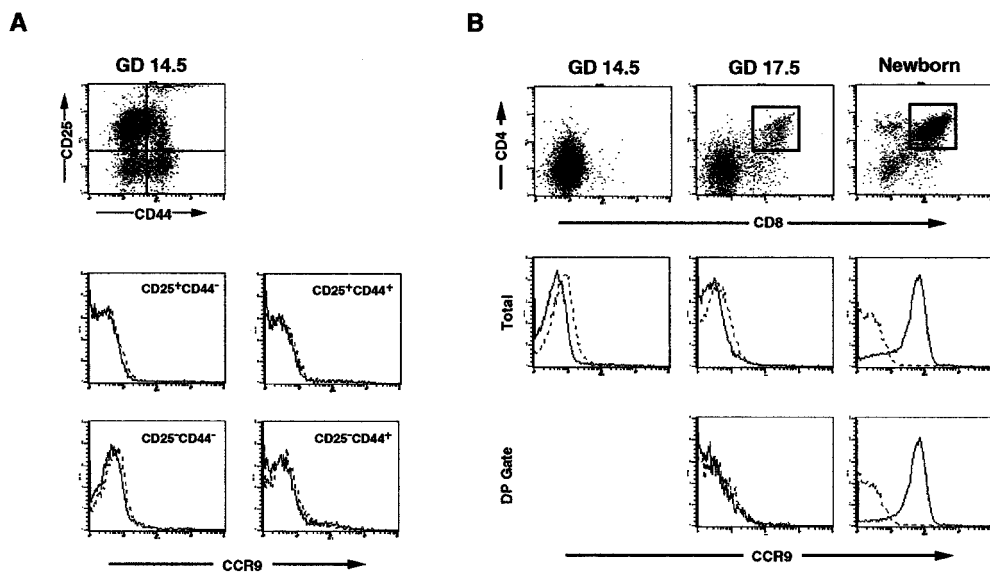 A
GD 14.5
CD25
CD44
CD25+CD44-
CD25+CD44+
CD25-CD44-
CD25-CD44+
CCR9
B
GD 14.5
GD 17.5
Newborn
CD4
CD8
Total
DP Gate
CCR9